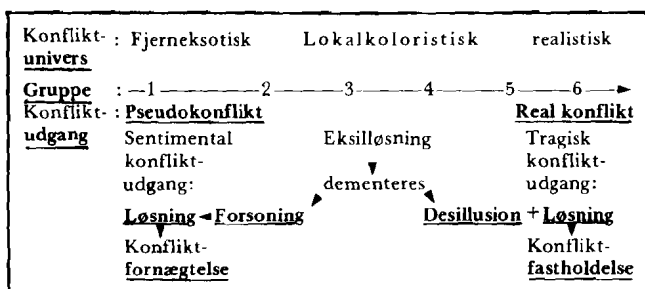 Konflikt- : Fjerneksotisk Lokalkoloristisk realistisk
univers
Gruppe : —1———2———3———4———5——6—▸
Konflikt- : Pseudokonflikt Real konflikt
udgang Sentimental Eksilløsning Tragisk
konflikt- konflikt-
udgang: dementeres udgang:
Løsning ◂ Forsoning Desillusion + Løsning
Konflikt- Konflikt-
fornægtelse fastholdelse